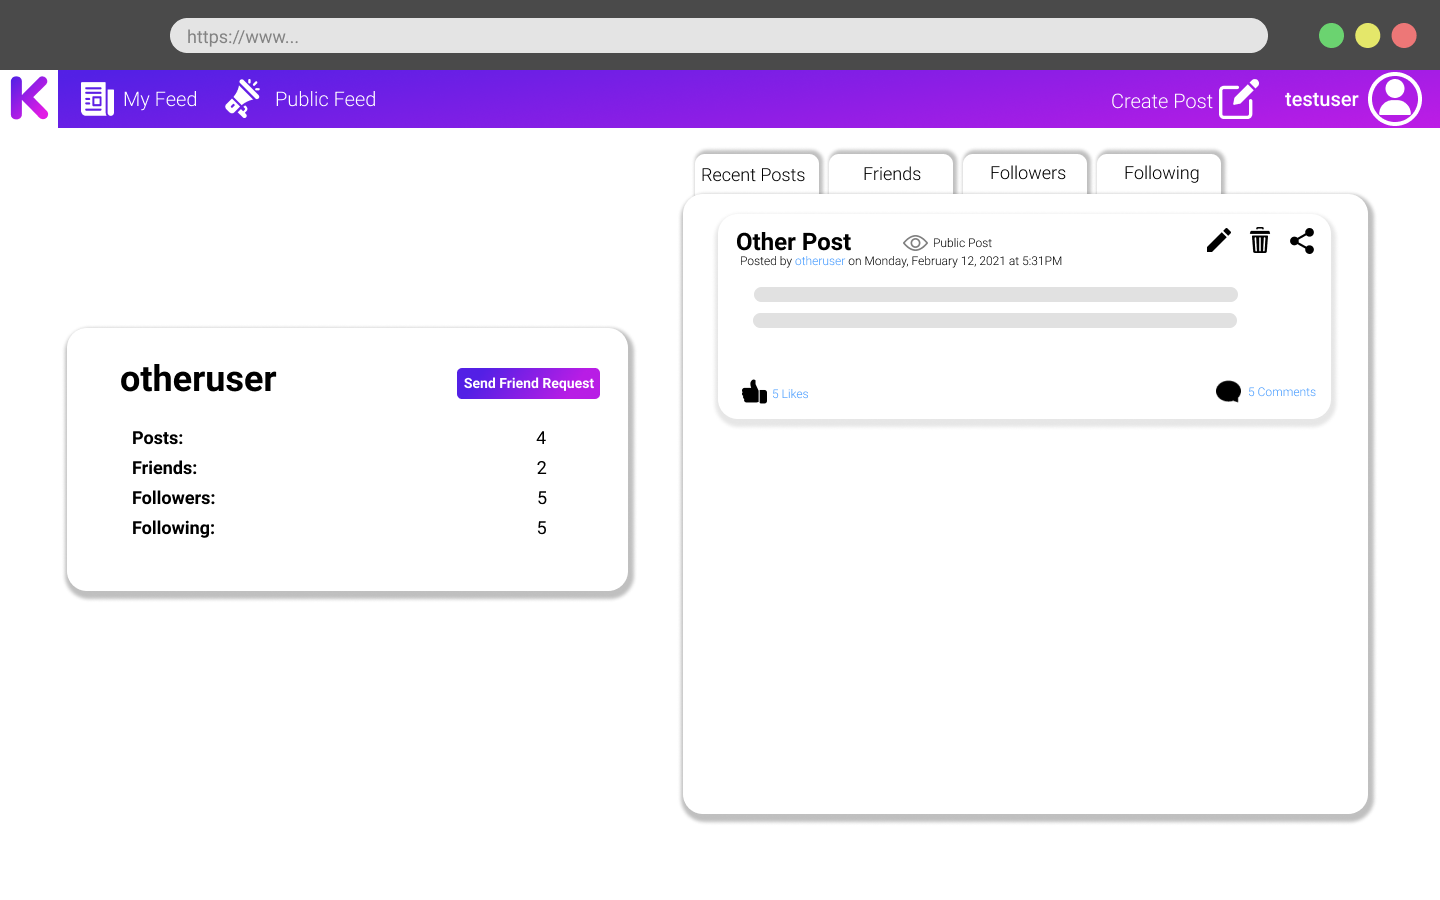 https://www...
K My Feed Public Feed Create Post testuser
Recent Posts Friends Followers Following
Other Post Public Post
Posted by otheruser on Monday, February 12, 2021 at 5:31PM
5 Likes 5 Comments
otheruser Send Friend Request
Posts: 4
Friends: 2
Followers: 5
Following: 5